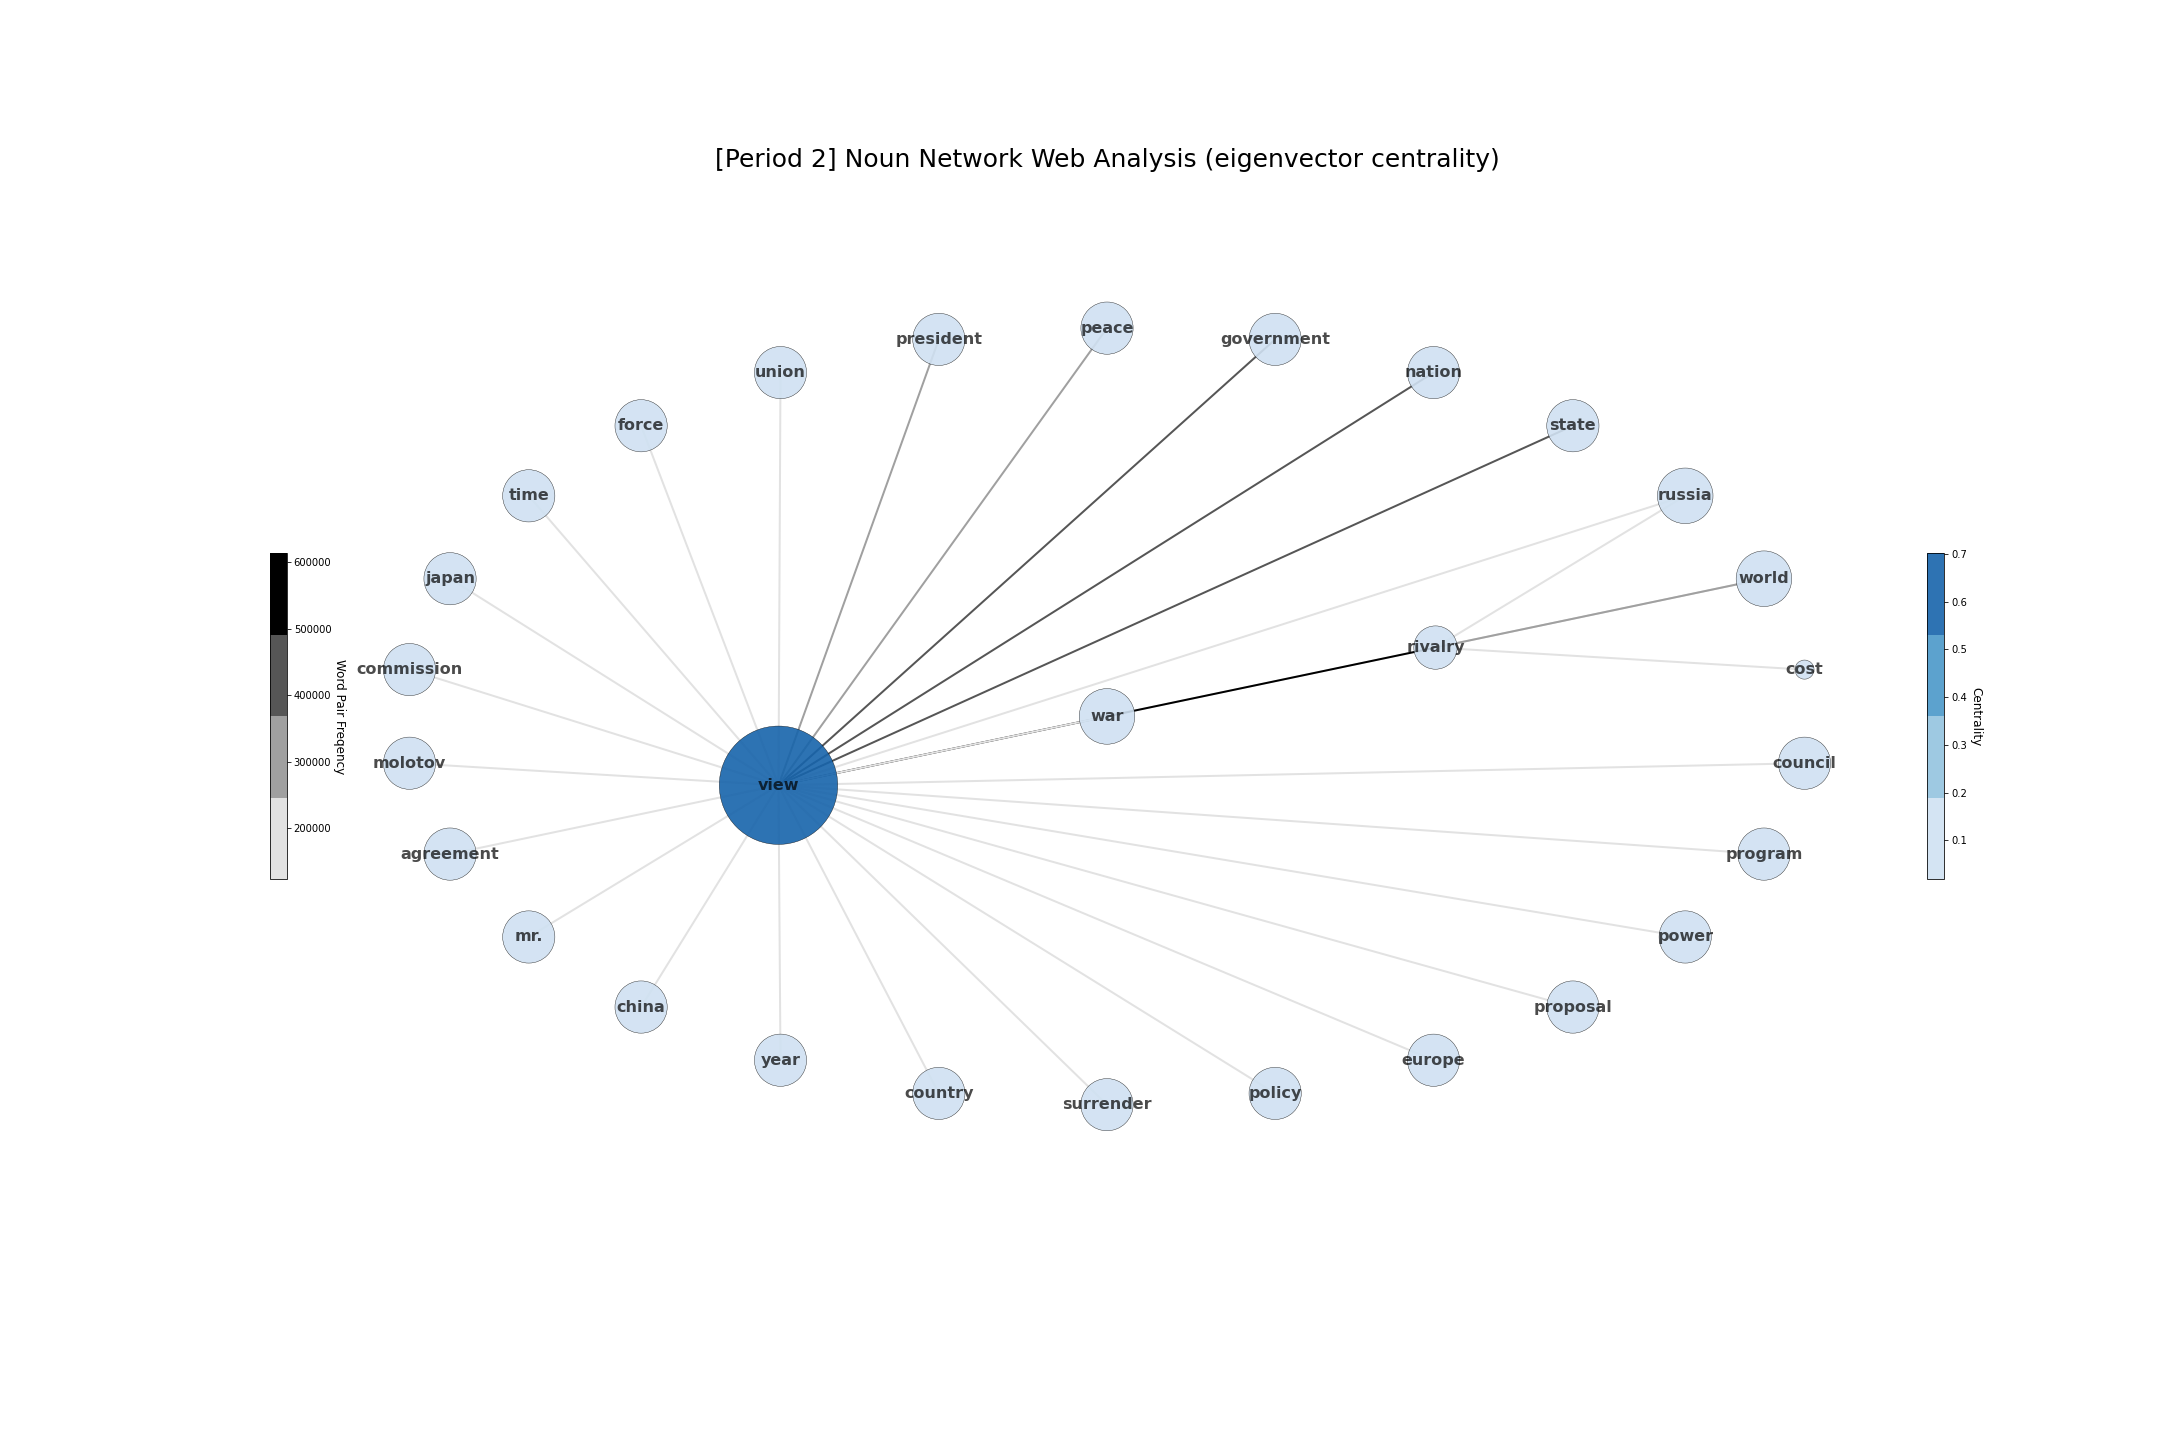 [Period 2] Noun Network Web Analysis (eigenvector centrality)
peace
president
government
union
nation
force
state
time
russia
japan
world
rivalry
commission
cost
war
molotov
council
view
agreement
program
mr.
power
china
proposal
year
europe
country
policy
surrender
600000
500000
400000
300000
200000
Word Pair Freqency
0.7
0.6
0.5
0.4
0.3
0.2
0.1
Centrality